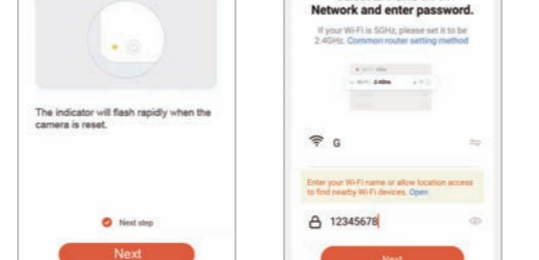 The indicator will flash rapidly when the
camera is reset.
Next step
Next
Network and enter password.
If your Wi-Fi is 5GHz, please set it to be
2.4GHz. Common router setting method
G
Enter your Wi-Fi name or allow location access
to find nearby Wi-Fi devices. Open
12345678
Next